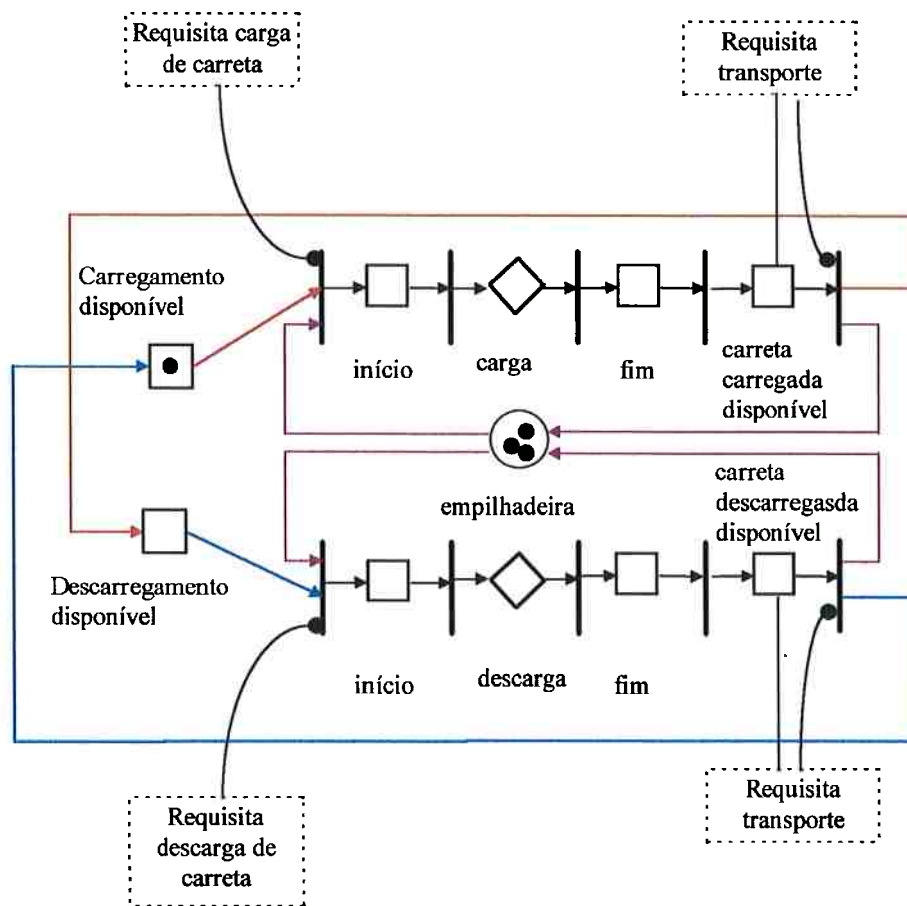 Requisita carga
de carreta
Requisita
transporte
Carregamento
disponível
início
carga
fim
carreta
carregada
disponível
empilhadeira
carreta
descarregasda
disponível
Descarregamento
disponível
início
descarga
fim
Requisita
descarga de
carreta
Requisita
transporte